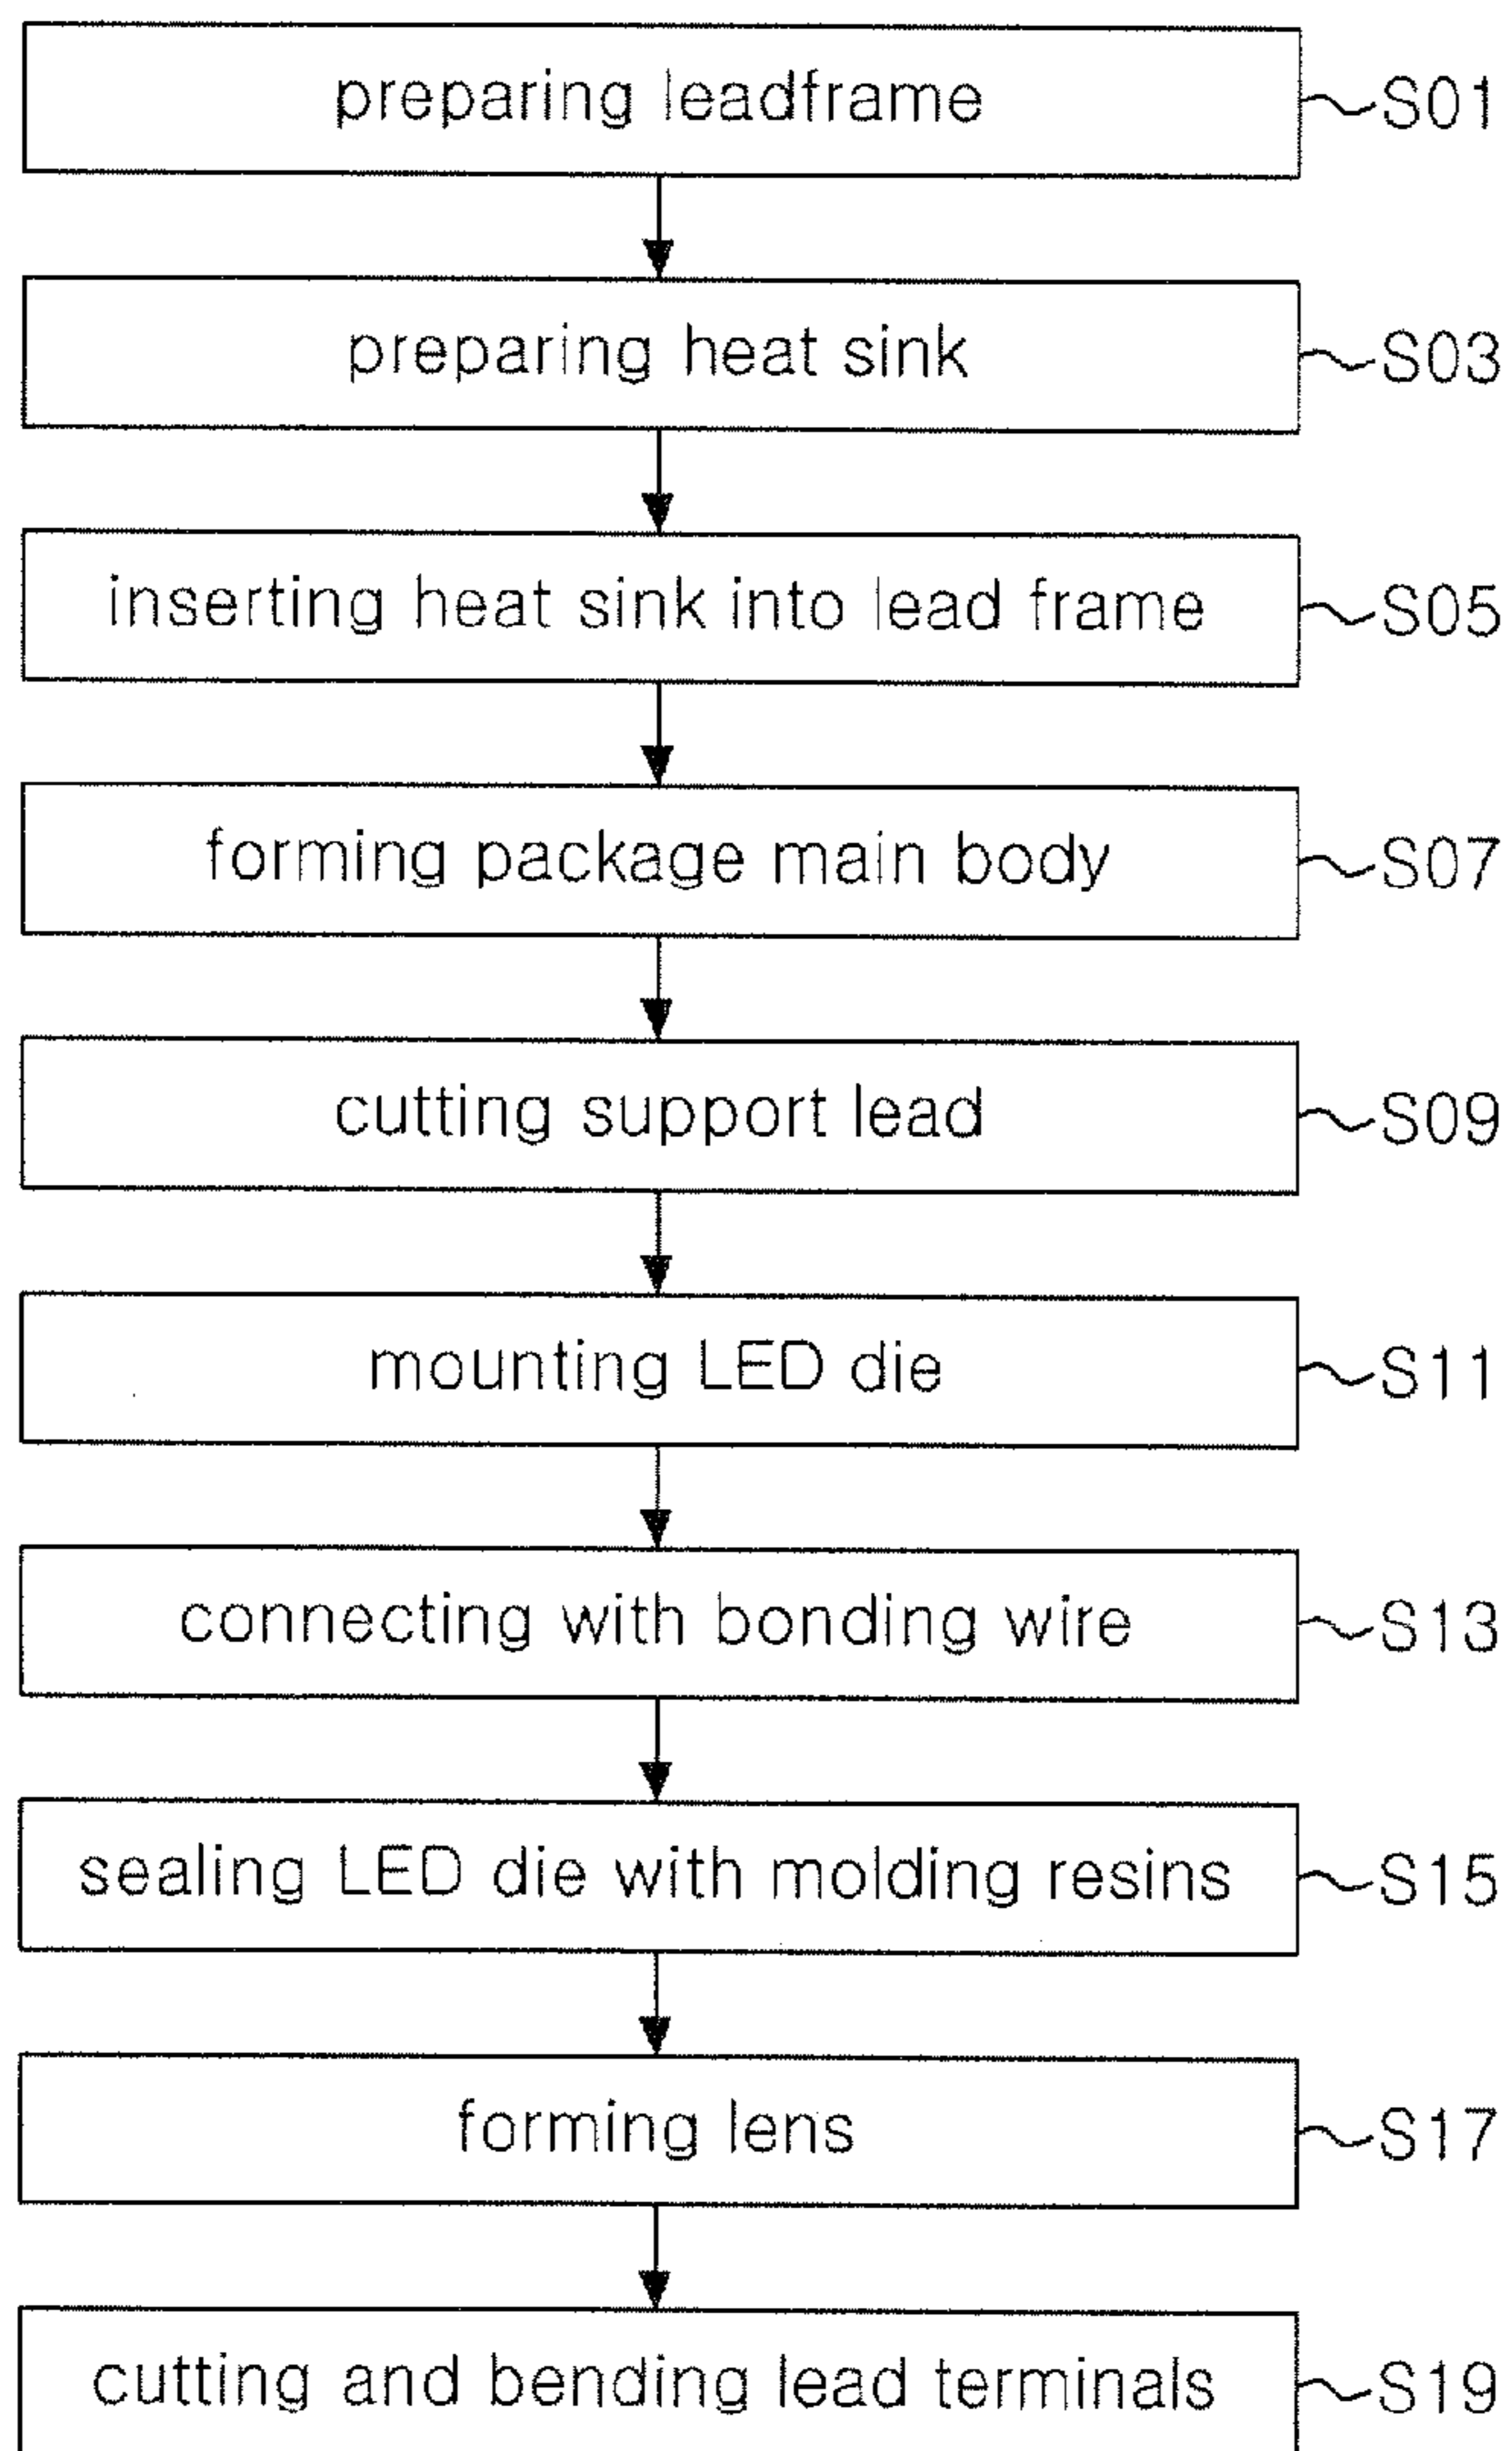 preparing leadframe S01
preparing heat sink S03
inserting heat sink into lead frame S05
forming package main body S07
cutting support lead S09
mounting LED die S11
connecting with bonding wire S13
sealing LED die with molding resins S15
forming lens S17
cutting and bending lead terminals S19